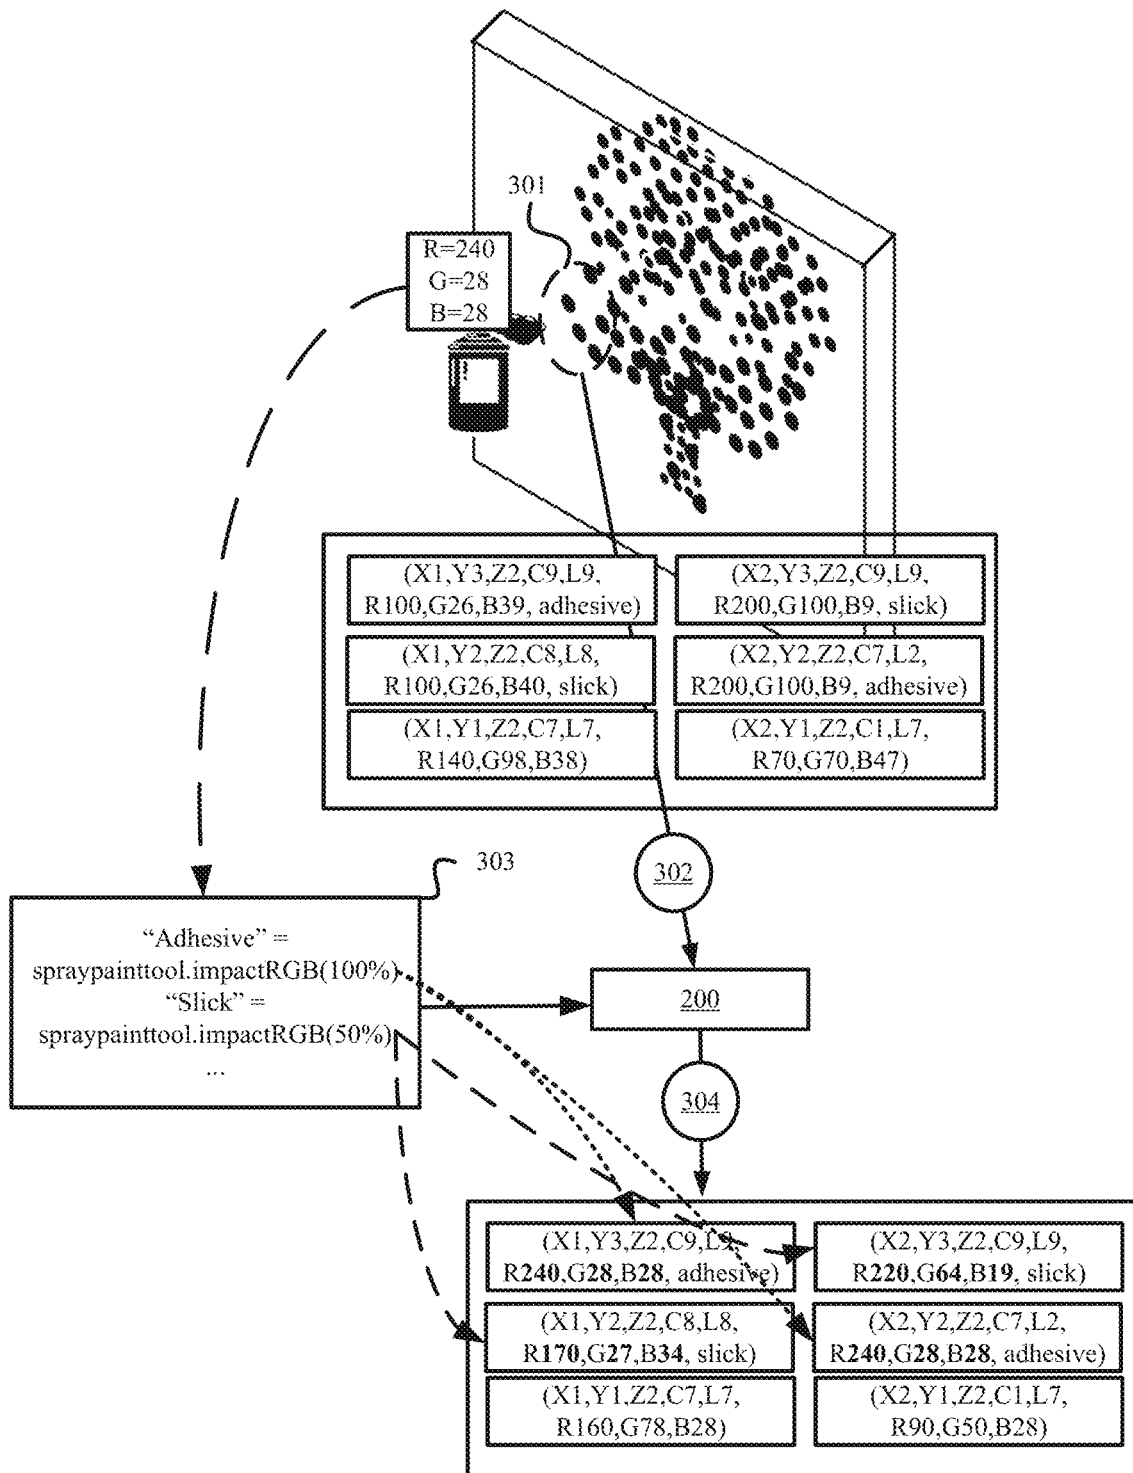 301
R=240
G=28
B=28
(X1,Y3,Z2,C9,L9,
R100,G26,B39, adhesive)
(X2,Y3,Z2,C9,L9,
R200,G100,B9, slick)
(X1,Y2,Z2,C8,L8,
R100,G26,B40, slick)
(X2,Y2,Z2,C7,L2,
R200,G100,B9, adhesive)
(X1,Y1,Z2,C7,L7,
R140,G98,B38)
(X2,Y1,Z2,C1,L7,
R70,G70,B47)
302
303
“Adhesive” =
spraypainttool.impactRGB(100%)
“Slick” =
spraypainttool.impactRGB(50%)
...
200
304
(X1,Y3,Z2,C9,L9,
R240,G28,B28, adhesive)
(X2,Y3,Z2,C9,L9,
R220,G64,B19, slick)
(X1,Y2,Z2,C8,L8,
R170,G27,B34, slick)
(X2,Y2,Z2,C7,L2,
R240,G28,B28, adhesive)
(X1,Y1,Z2,C7,L7,
R160,G78,B28)
(X2,Y1,Z2,C1,L7,
R90,G50,B28)